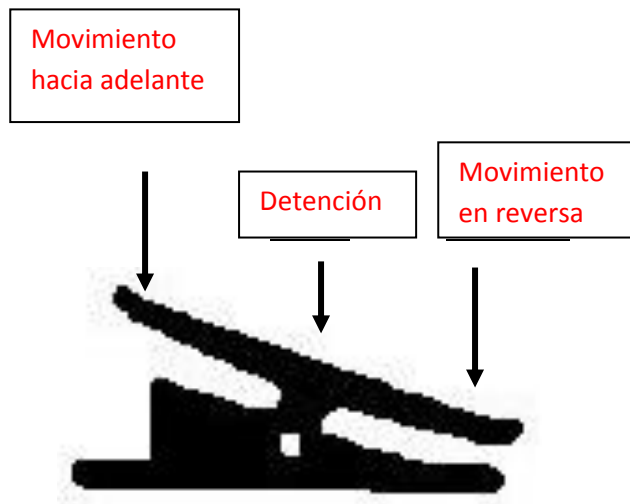 Movimiento
hacia adelante
Detención
Movimiento
en reversa